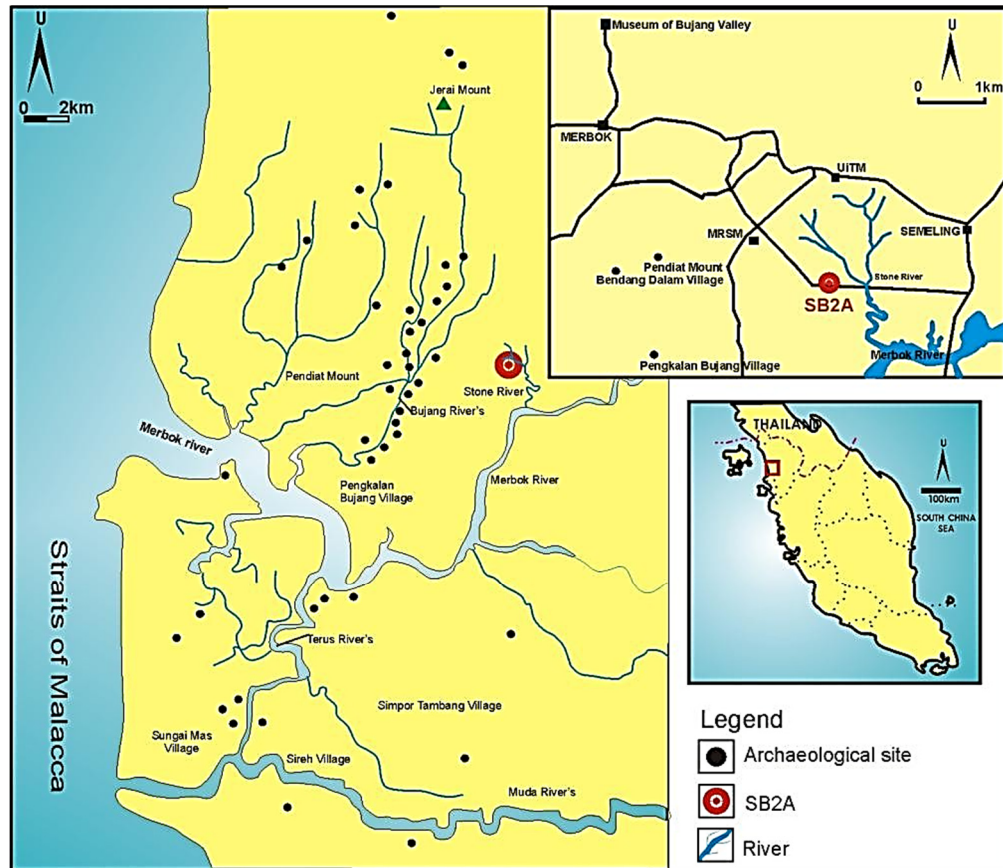 U
0 2km
Jerai Mount
Pendiat Mount
Stone River
Bujang River's
Merbok river
Pengkalan
Bujang Village
Merbok River
Straits of Malacca
Terus River's
Simpor Tambang Village
Sungai Mas
Village
Sireh Village
Muda River's
Museum of Bujang Valley
U
0 1km
MERBOK
UiTM
MRSM
SEMELING
Pendiat Mount
Bendang Dalam Village
Stone River
SB2A
Merbok River
Pengkalan Bujang Village
THAILAND
U
100km
SOUTH CHINA
SEA
Legend
Archaeological site
SB2A
River